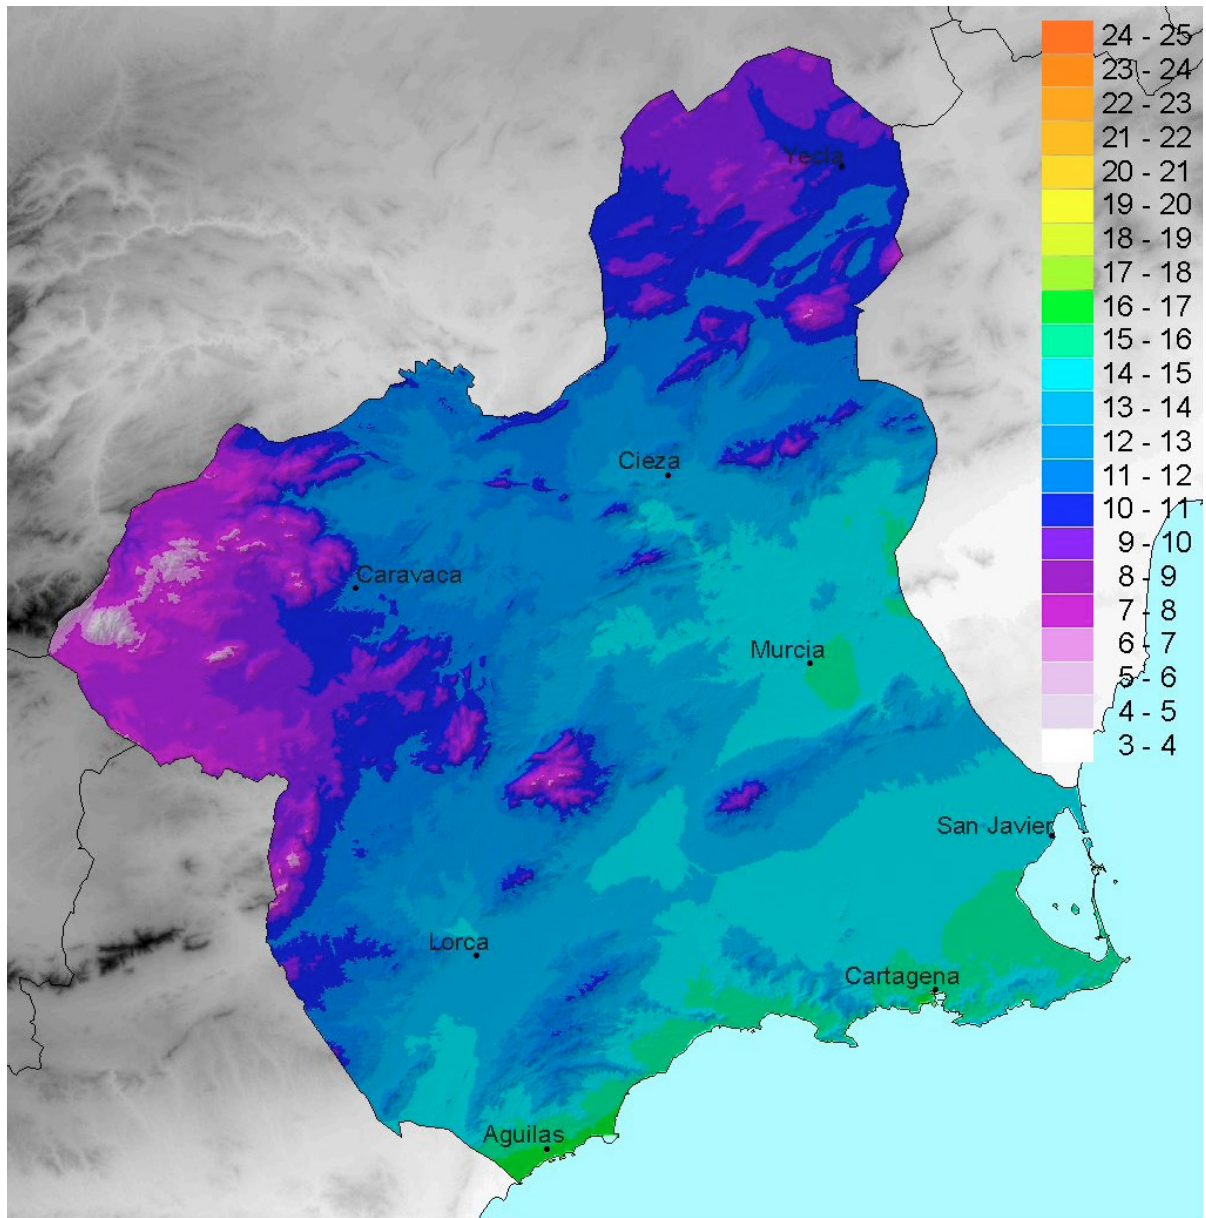 24 - 25
23 - 24
22 - 23
21 - 22
20 - 21
19 - 20
18 - 19
17 - 18
16 - 17
15 - 16
14 - 15
13 - 14
12 - 13
11 - 12
10 - 11
9 - 10
8 - 9
7 - 8
6 - 7
5 - 6
4 - 5
3 - 4
Yecla
Cieza
Caravaca
Murcia
San Javier
Lorca
Cartagena
Aguilas